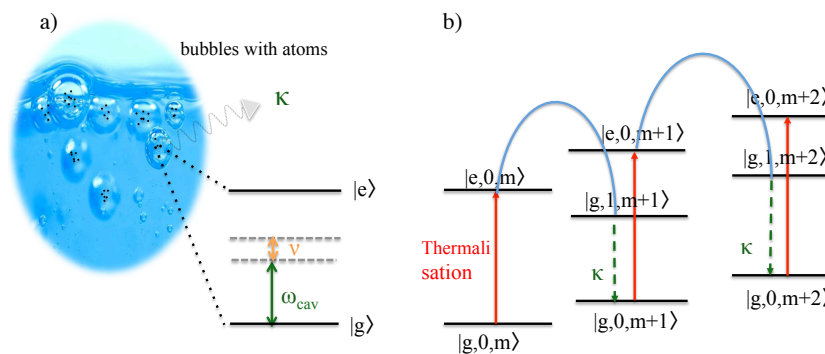 a)
bubbles with atoms
κ
|e⟩
ν
ω_cav
|g⟩
b)
|e,0,m+2⟩
|e,0,m+1⟩
|g,1,m+2⟩
|e,0,m⟩
|g,1,m+1⟩
Thermali
sation
κ
κ
|g,0,m+2⟩
|g,0,m+1⟩
|g,0,m⟩